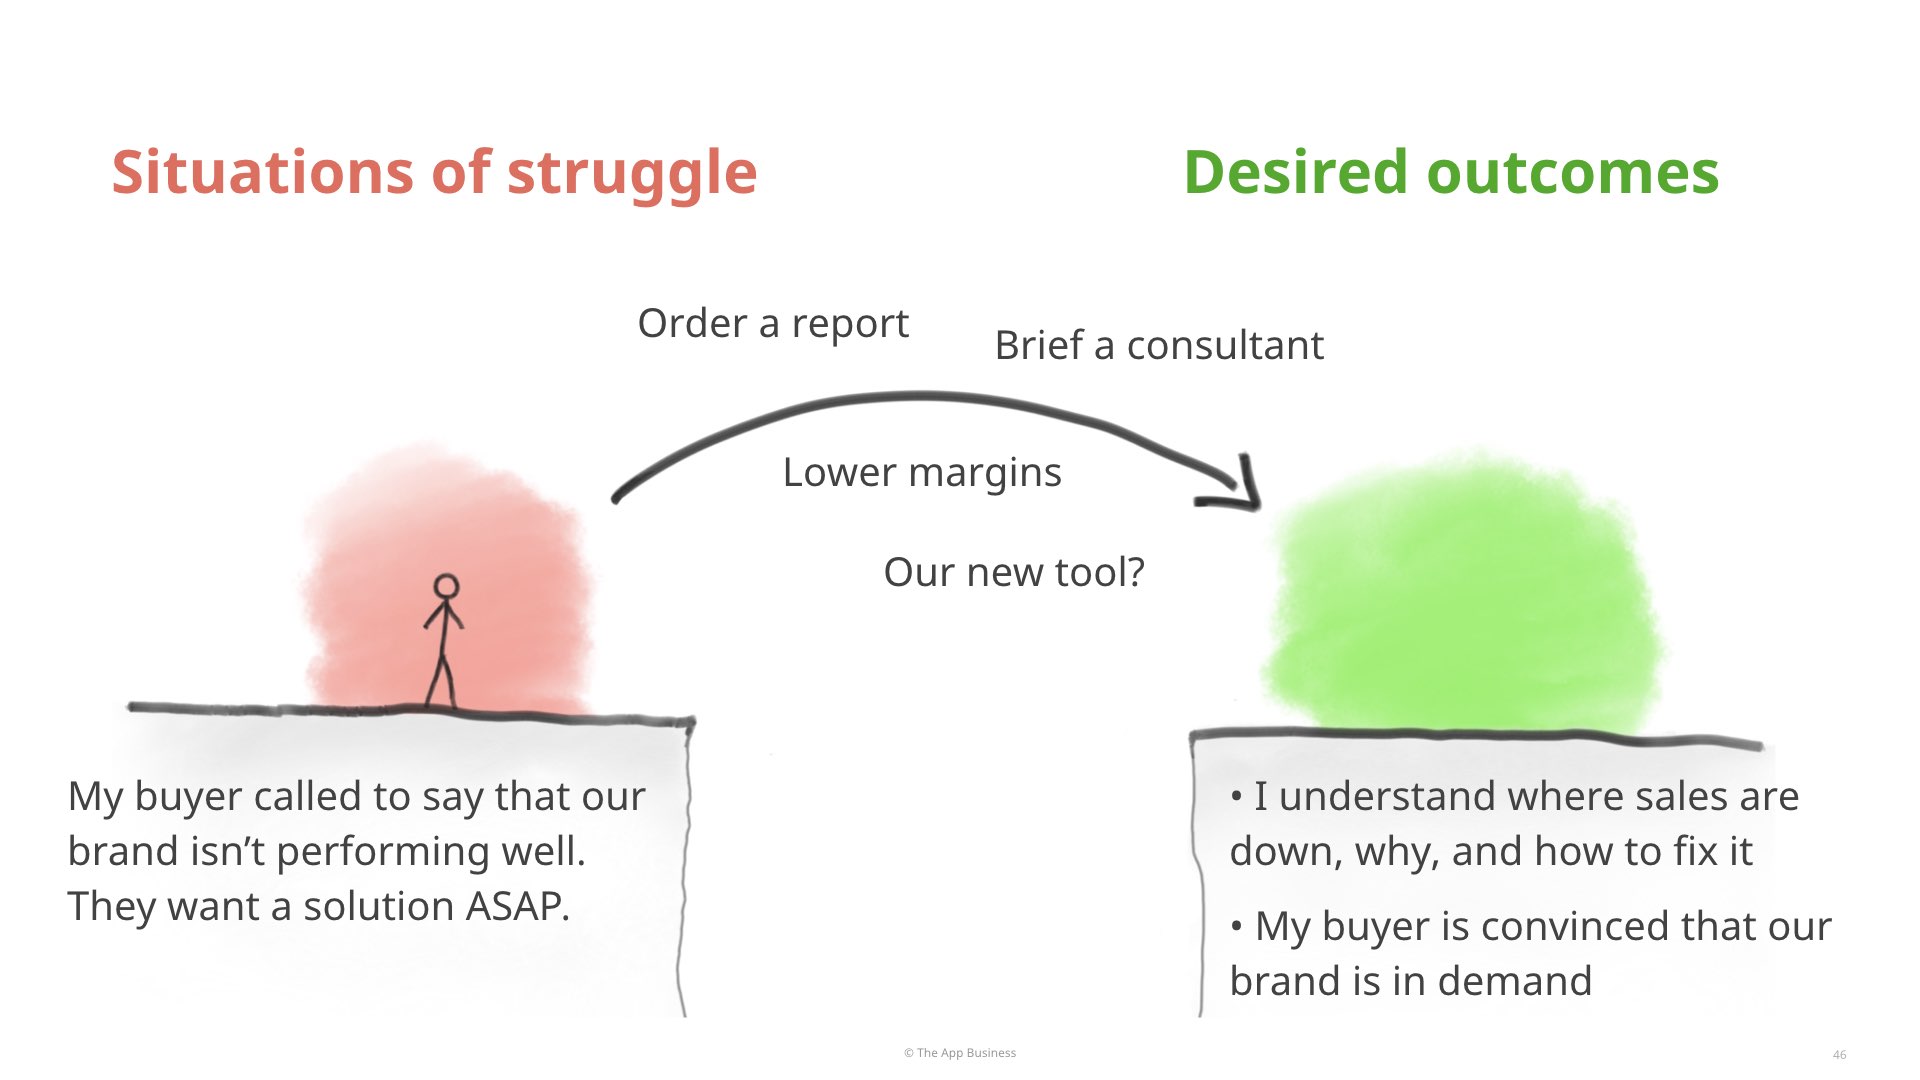 Situations of struggle
Desired outcomes
Order a report
Brief a consultant
Lower margins
Our new tool?
My buyer called to say that our
brand isn’t performing well.
They want a solution ASAP.
• I understand where sales are
down, why, and how to fix it
• My buyer is convinced that our
brand is in demand
© The App Business
46